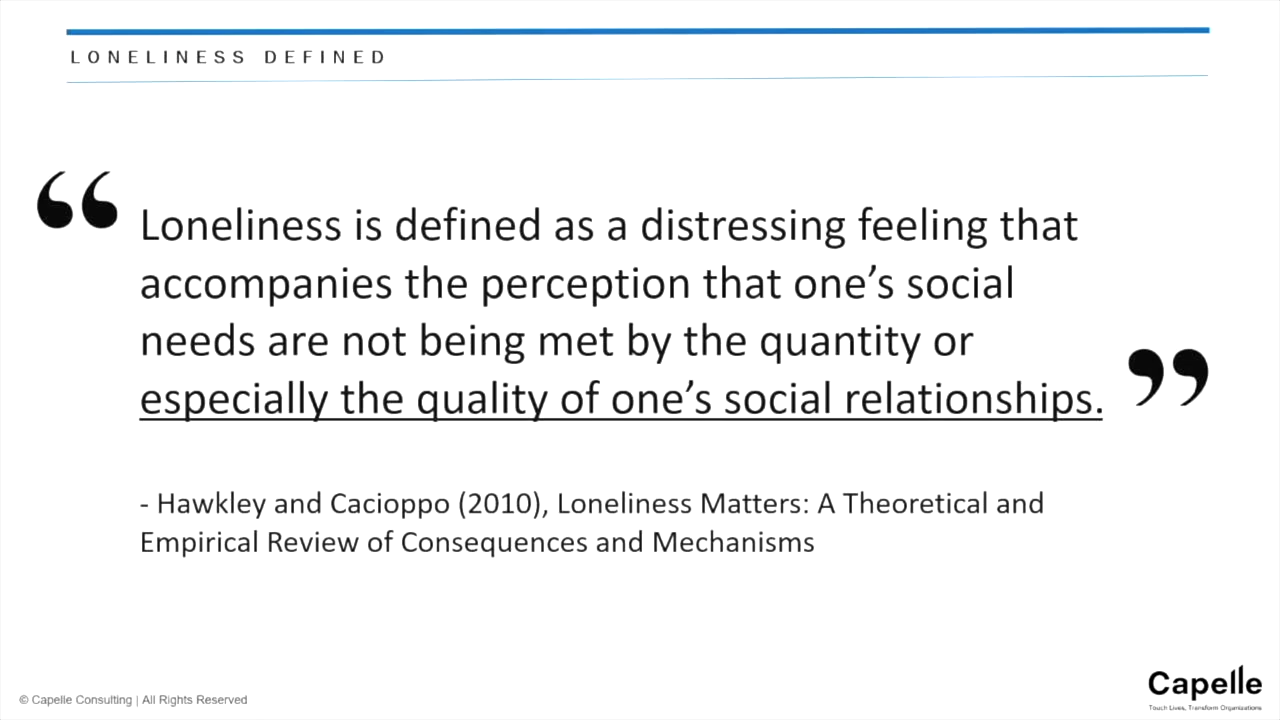 LONELINESS DEFINED
“ Loneliness is defined as a distressing feeling that
accompanies the perception that one’s social
needs are not being met by the quantity or
especially the quality of one’s social relationships. ”
- Hawkley and Cacioppo (2010), Loneliness Matters: A Theoretical and
Empirical Review of Consequences and Mechanisms
© Capelle Consulting | All Rights Reserved
Capelle
Touch Lives, Transform Organizations